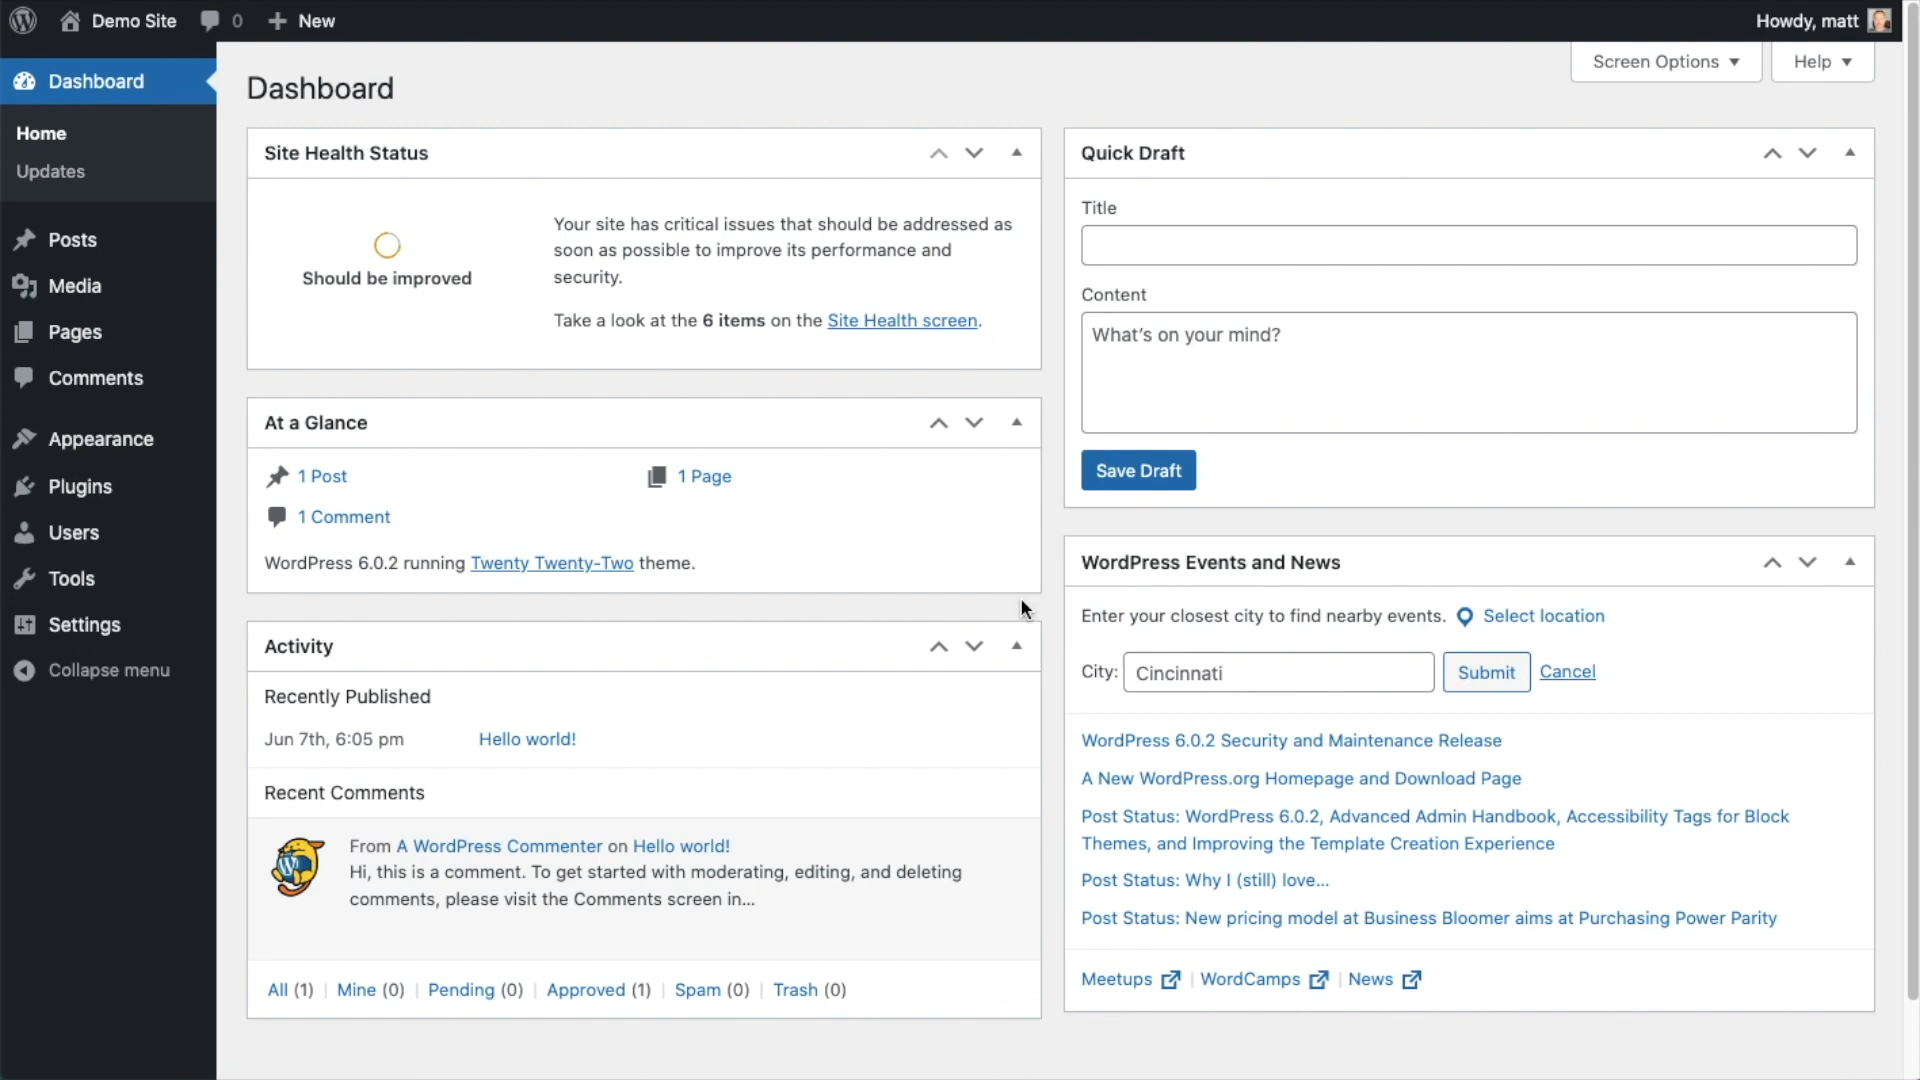 Demo Site 0 New Howdy, matt
Screen Options Help
Dashboard
Home
Updates
Posts
Media
Pages
Comments
Appearance
Plugins
Users
Tools
Settings
Collapse menu
Dashboard
Site Health Status
Should be improved
Your site has critical issues that should be addressed as
soon as possible to improve its performance and
security.
Take a look at the 6 items on the Site Health screen.
At a Glance
1 Post
1 Page
1 Comment
WordPress 6.0.2 running Twenty Twenty-Two theme.
Activity
Recently Published
Jun 7th, 6:05 pm Hello world!
Recent Comments
From A WordPress Commenter on Hello world!
Hi, this is a comment. To get started with moderating, editing, and deleting
comments, please visit the Comments screen in…
All (1) | Mine (0) | Pending (0) | Approved (1) | Spam (0) | Trash (0)
Quick Draft
Title
Content
What’s on your mind?
Save Draft
WordPress Events and News
Enter your closest city to find nearby events. Select location
City: Cincinnati Submit Cancel
WordPress 6.0.2 Security and Maintenance Release
A New WordPress.org Homepage and Download Page
Post Status: WordPress 6.0.2, Advanced Admin Handbook, Accessibility Tags for Block
Themes, and Improving the Template Creation Experience
Post Status: Why I (still) love…
Post Status: New pricing model at Business Bloomer aims at Purchasing Power Parity
Meetups | WordCamps | News